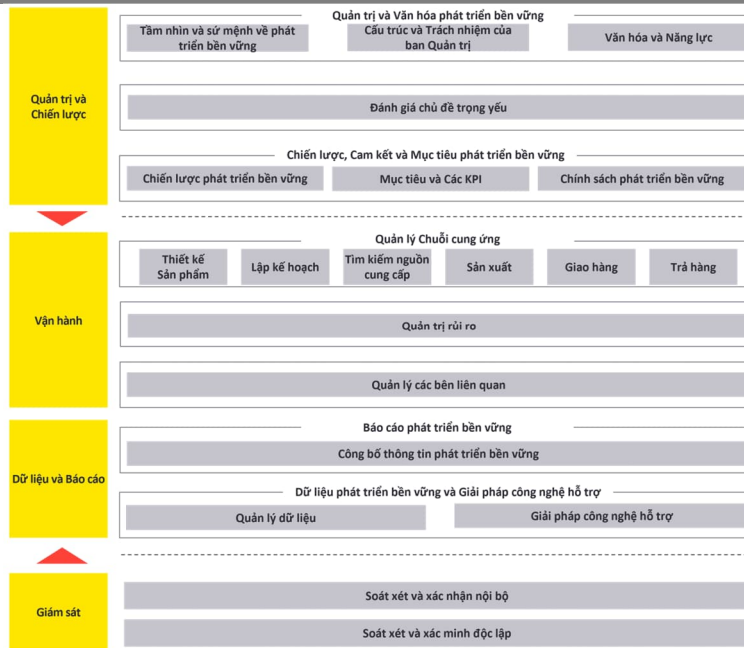 Quản trị và Văn hóa phát triển bền vững
Tầm nhìn và sứ mệnh về phát
triển bền vững
Cấu trúc và Trách nhiệm của
ban Quản trị
Văn hóa và Năng lực
Quản trị và
Chiến lược
Đánh giá chủ đề trọng yếu
Chiến lược, Cam kết và Mục tiêu phát triển bền vững
Chiến lược phát triển bền vững
Mục tiêu và Các KPI
Chính sách phát triển bền vững
Quản lý Chuỗi cung ứng
Thiết kế
Sản phẩm
Lập kế hoạch
Tìm kiếm nguồn
cung cấp
Sản xuất
Giao hàng
Trả hàng
Vận hành
Quản trị rủi ro
Quản lý các bên liên quan
Báo cáo phát triển bền vững
Công bố thông tin phát triển bền vững
Dữ liệu và Báo cáo
Dữ liệu phát triển bền vững và Giải pháp công nghệ hỗ trợ
Quản lý dữ liệu
Giải pháp công nghệ hỗ trợ
Giám sát
Soát xét và xác nhận nội bộ
Soát xét và xác minh độc lập